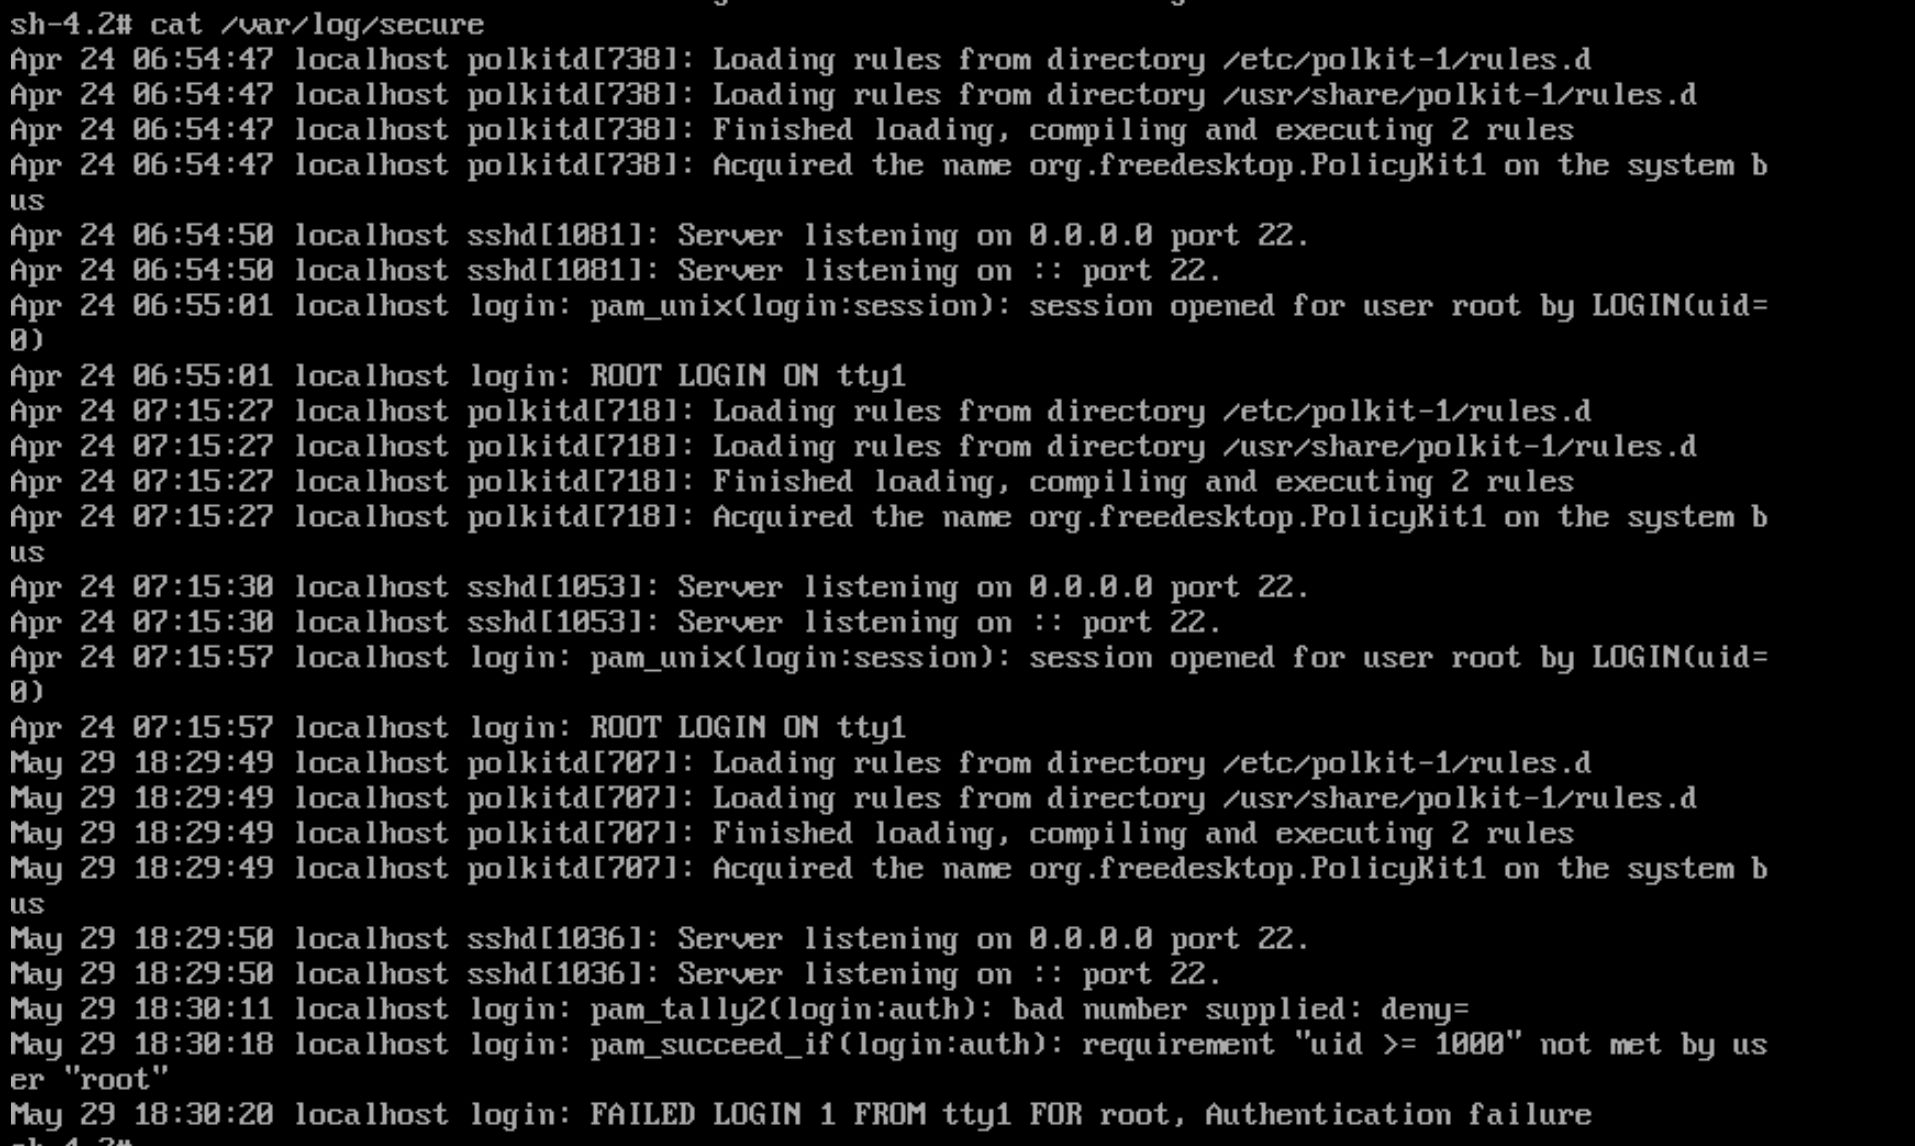 sh-4.2# cat /var/log/secure
Apr 24 06:54:47 localhost polkitd[738]: Loading rules from directory /etc/polkit-1/rules.d
Apr 24 06:54:47 localhost polkitd[738]: Loading rules from directory /usr/share/polkit-1/rules.d
Apr 24 06:54:47 localhost polkitd[738]: Finished loading, compiling and executing 2 rules
Apr 24 06:54:47 localhost polkitd[738]: Acquired the name org.freedesktop.PolicyKit1 on the system b
us
Apr 24 06:54:50 localhost sshd[1081]: Server listening on 0.0.0.0 port 22.
Apr 24 06:54:50 localhost sshd[1081]: Server listening on :: port 22.
Apr 24 06:55:01 localhost login: pam_unix(login:session): session opened for user root by LOGIN(uid=
0)
Apr 24 06:55:01 localhost login: ROOT LOGIN ON tty1
Apr 24 07:15:27 localhost polkitd[718]: Loading rules from directory /etc/polkit-1/rules.d
Apr 24 07:15:27 localhost polkitd[718]: Loading rules from directory /usr/share/polkit-1/rules.d
Apr 24 07:15:27 localhost polkitd[718]: Finished loading, compiling and executing 2 rules
Apr 24 07:15:27 localhost polkitd[718]: Acquired the name org.freedesktop.PolicyKit1 on the system b
us
Apr 24 07:15:30 localhost sshd[1053]: Server listening on 0.0.0.0 port 22.
Apr 24 07:15:30 localhost sshd[1053]: Server listening on :: port 22.
Apr 24 07:15:57 localhost login: pam_unix(login:session): session opened for user root by LOGIN(uid=
0)
Apr 24 07:15:57 localhost login: ROOT LOGIN ON tty1
May 29 18:29:49 localhost polkitd[707]: Loading rules from directory /etc/polkit-1/rules.d
May 29 18:29:49 localhost polkitd[707]: Loading rules from directory /usr/share/polkit-1/rules.d
May 29 18:29:49 localhost polkitd[707]: Finished loading, compiling and executing 2 rules
May 29 18:29:49 localhost polkitd[707]: Acquired the name org.freedesktop.PolicyKit1 on the system b
us
May 29 18:29:50 localhost sshd[1036]: Server listening on 0.0.0.0 port 22.
May 29 18:29:50 localhost sshd[1036]: Server listening on :: port 22.
May 29 18:30:11 localhost login: pam_tally2(login:auth): bad number supplied: deny=
May 29 18:30:18 localhost login: pam_succeed_if(login:auth): requirement "uid >= 1000" not met by us
er "root"
May 29 18:30:20 localhost login: FAILED LOGIN 1 FROM tty1 FOR root, Authentication failure
sh-4.2#